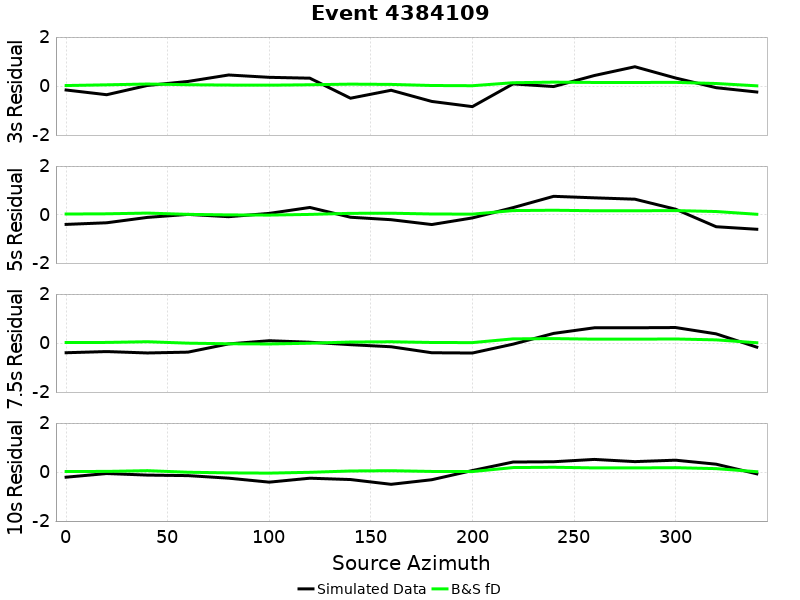 Event 4384109
3s Residual
2
0
-2
5s Residual
2
0
-2
7.5s Residual
2
0
-2
10s Residual
2
0
-2
0 50 100 150 200 250 300
Source Azimuth
Simulated Data B&S fD